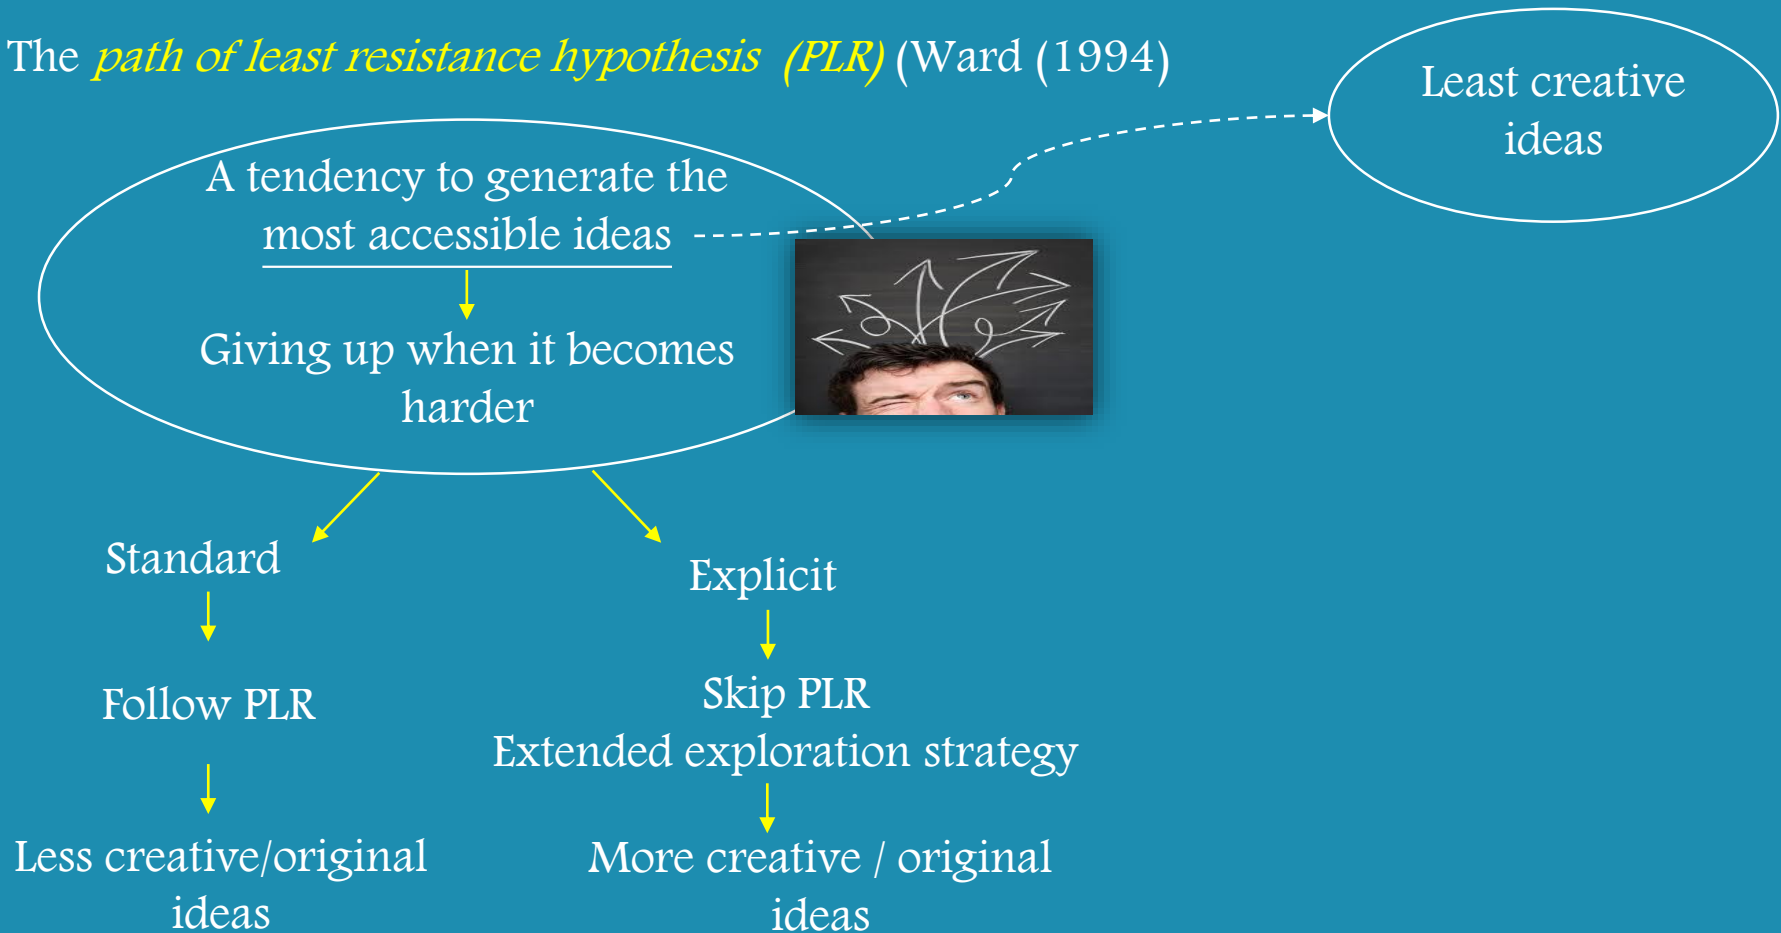 The path of least resistance hypothesis (PLR) (Ward (1994)
Least creative
ideas
A tendency to generate the
most accessible ideas
Giving up when it becomes
harder
Standard
Explicit
Follow PLR
Skip PLR
Extended exploration strategy
Less creative/original
ideas
More creative / original
ideas